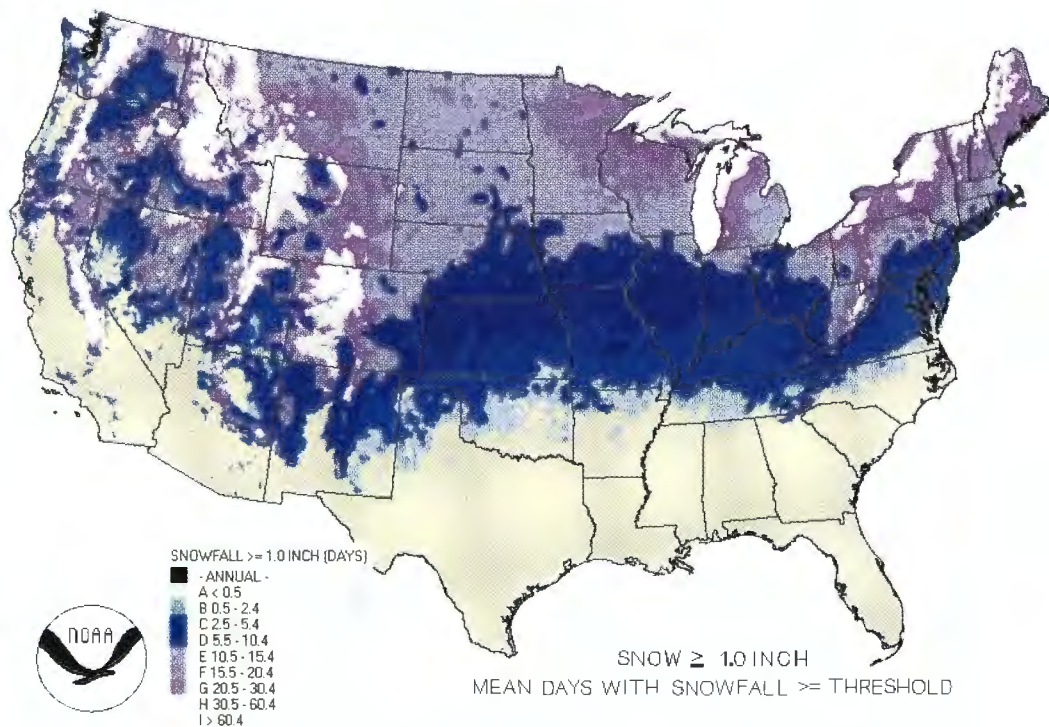 SNOWFALL >= 1.0 INCH (DAYS)
- ANNUAL -
A < 0.5
B 0.5 - 2.4
C 2.5 - 5.4
D 5.5 - 10.4
E 10.5 - 15.4
F 15.5 - 20.4
G 20.5 - 30.4
H 30.5 - 60.4
I > 60.4
NOAA
SNOW ≥ 1.0 INCH
MEAN DAYS WITH SNOWFALL >= THRESHOLD